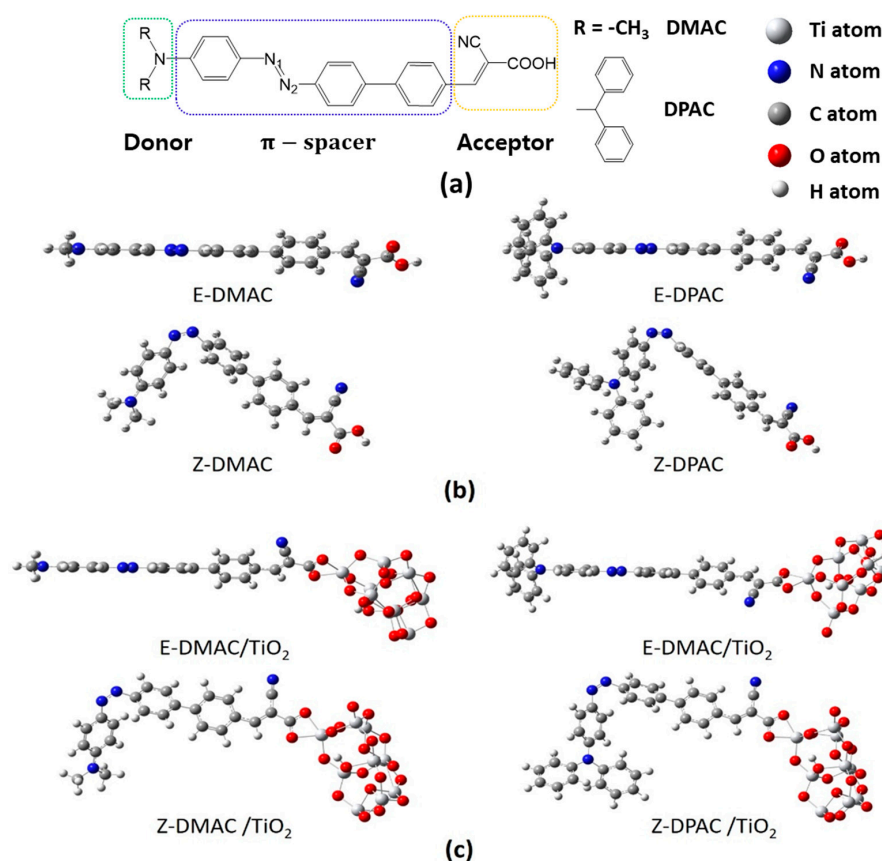 R
N
R
N1
N2
NC
COOH
Donor
π – spacer
Acceptor
R = -CH3 DMAC
DPAC
Ti atom
N atom
C atom
O atom
H atom
(a)
E-DMAC
E-DPAC
Z-DMAC
Z-DPAC
(b)
E-DMAC/TiO2
E-DMAC/TiO2
Z-DMAC /TiO2
Z-DPAC /TiO2
(c)